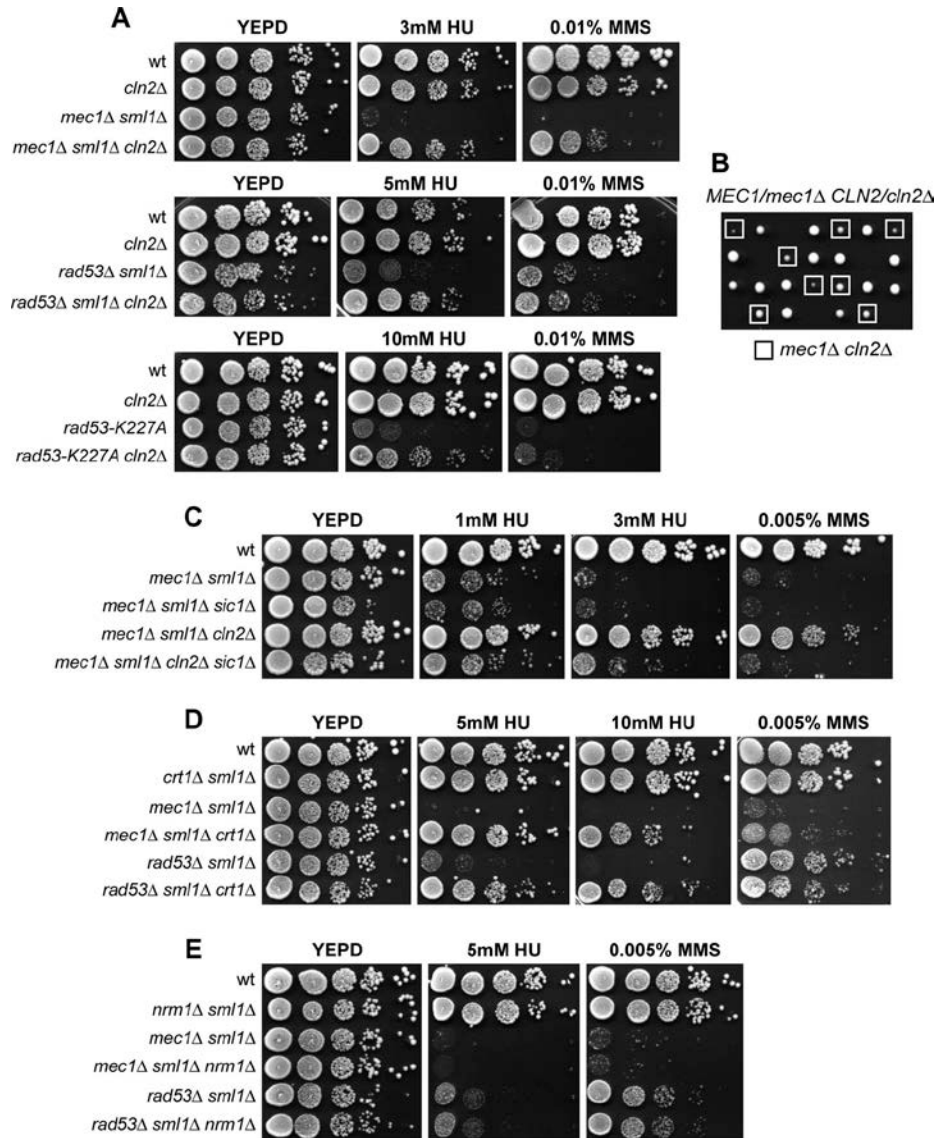 A
YEPD 3mM HU 0.01% MMS
wt
cln2Δ
mec1Δ sml1Δ
mec1Δ sml1Δ cln2Δ
YEPD 5mM HU 0.01% MMS
wt
cln2Δ
rad53Δ sml1Δ
rad53Δ sml1Δ cln2Δ
YEPD 10mM HU 0.01% MMS
wt
cln2Δ
rad53-K227A
rad53-K227A cln2Δ
B
MEC1/mec1Δ CLN2/cln2Δ
mec1Δ cln2Δ
C
YEPD 1mM HU 3mM HU 0.005% MMS
wt
mec1Δ sml1Δ
mec1Δ sml1Δ sic1Δ
mec1Δ sml1Δ cln2Δ
mec1Δ sml1Δ cln2Δ sic1Δ
D
YEPD 5mM HU 10mM HU 0.005% MMS
wt
crt1Δ sml1Δ
mec1Δ sml1Δ
mec1Δ sml1Δ crt1Δ
rad53Δ sml1Δ
rad53Δ sml1Δ crt1Δ
E
YEPD 5mM HU 0.005% MMS
wt
nrm1Δ sml1Δ
mec1Δ sml1Δ
mec1Δ sml1Δ nrm1Δ
rad53Δ sml1Δ
rad53Δ sml1Δ nrm1Δ